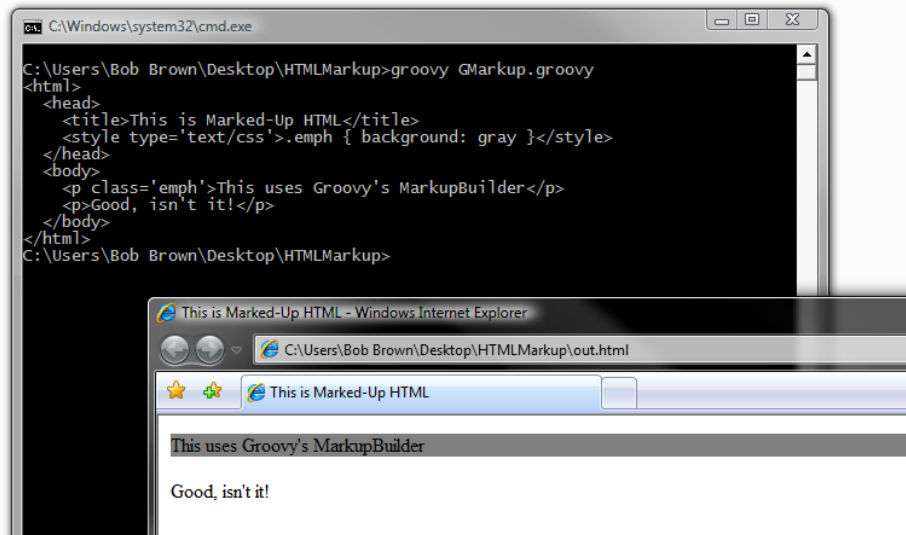 C:\Windows\system32\cmd.exe
C:\Users\Bob Brown\Desktop\HTMLMarkup>groovy GMarkup.groovy
<html>
  <head>
    <title>This is Marked-Up HTML</title>
    <style type='text/css'>.emph { background: gray }</style>
  </head>
  <body>
    <p class='emph'>This uses Groovy's MarkupBuilder</p>
    <p>Good, isn't it!</p>
  </body>
</html>
C:\Users\Bob Brown\Desktop\HTMLMarkup>
This is Marked-Up HTML - Windows Internet Explorer
C:\Users\Bob Brown\Desktop\HTMLMarkup\out.html
This is Marked-Up HTML
This uses Groovy's MarkupBuilder
Good, isn't it!